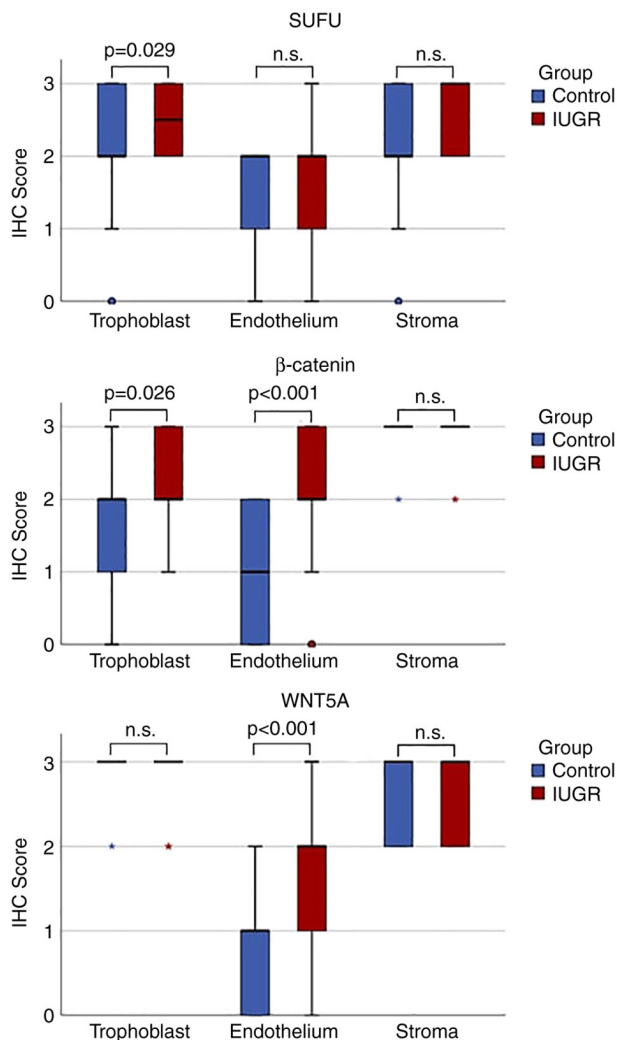 SUFU
p=0.029
n.s.
n.s.
Group
Control
IUGR
IHC Score
3
2
1
0
Trophoblast
Endothelium
Stroma
β-catenin
p=0.026
p<0.001
n.s.
Group
Control
IUGR
IHC Score
3
2
1
0
Trophoblast
Endothelium
Stroma
WNT5A
n.s.
p<0.001
n.s.
Group
Control
IUGR
IHC Score
3
2
1
0
Trophoblast
Endothelium
Stroma